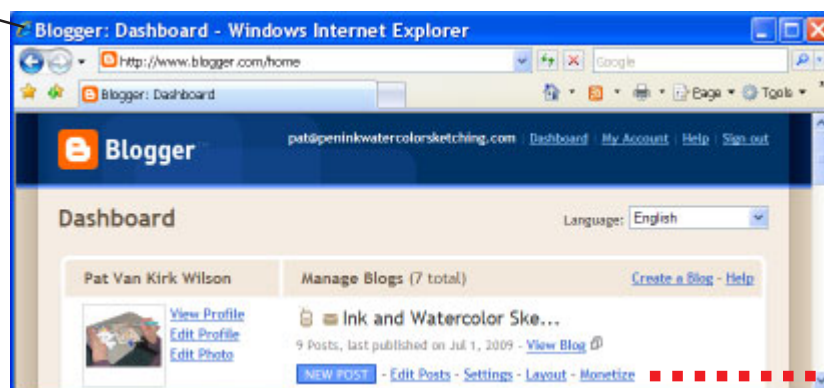 Blogger: Dashboard - Windows Internet Explorer
http://www.blogger.com/home
Google
Blogger: Dashboard
Page
Tools
Blogger
pat@peninkwatercolorsketching.com | Dashboard | My Account | Help | Sign out
Dashboard
Language: English
Pat Van Kirk Wilson
Manage Blogs (7 total)
Create a Blog - Help
View Profile
Edit Profile
Edit Photo
Ink and Watercolor Ske...
9 Posts, last published on Jul 1, 2009 - View Blog
NEW POST - Edit Posts - Settings - Layout - Monetize